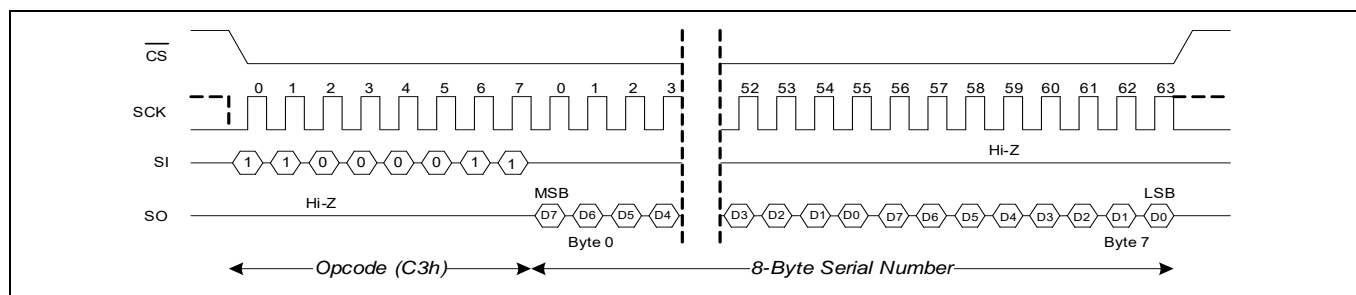 CS
0 1 2 3 4 5 6 7 0 1 2 3 52 53 54 55 56 57 58 59 60 61 62 63
SCK
Hi-Z
SI 1 1 0 0 0 0 1 1
MSB LSB
Hi-Z
SO D7 D6 D5 D4 D3 D2 D1 D0 D7 D6 D5 D4 D3 D2 D1 D0
Byte 0 Byte 7
Opcode (C3h) 8-Byte Serial Number